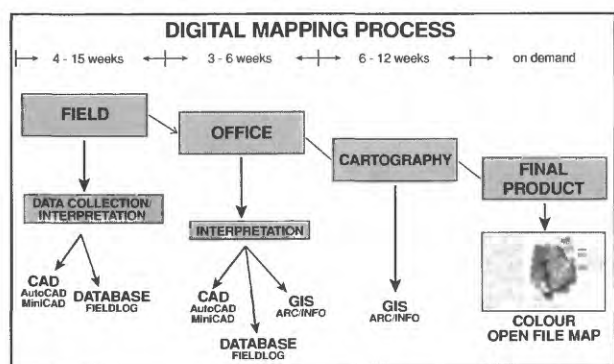 DIGITAL MAPPING PROCESS
4 - 15 weeks
3 - 6 weeks
6 - 12 weeks
on demand
FIELD
OFFICE
CARTOGRAPHY
FINAL
PRODUCT
DATA COLLECTION/
INTERPRETATION
INTERPRETATION
CAD
AutoCAD
MiniCAD
DATABASE
FIELDLOG
CAD
AutoCAD
MiniCAD
DATABASE
FIELDLOG
GIS
ARC/INFO
GIS
ARC/INFO
COLOUR
OPEN FILE MAP